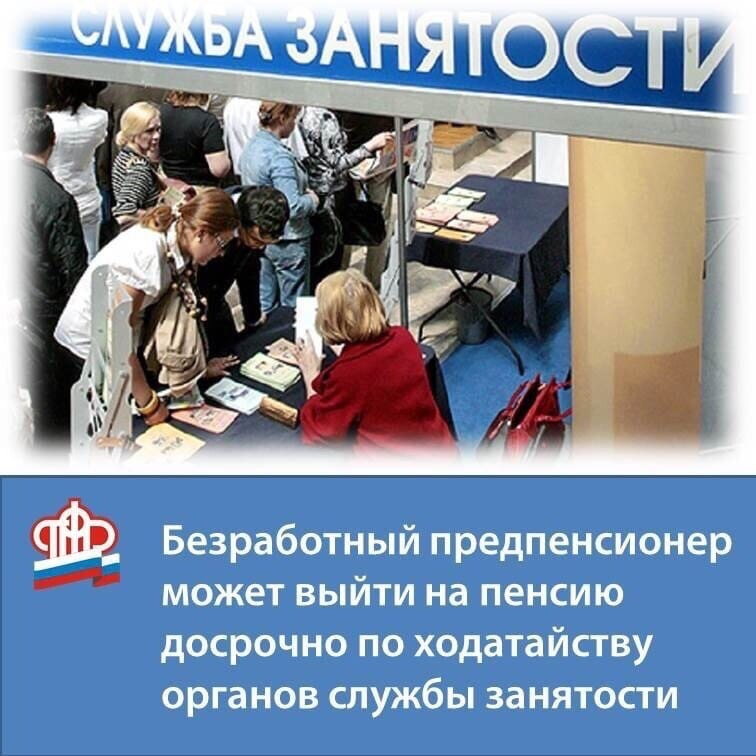 СЛУЖБА ЗАНЯТОСТИ
Безработный предпенсионер
может выйти на пенсию
досрочно по ходатайству
органов службы занятости